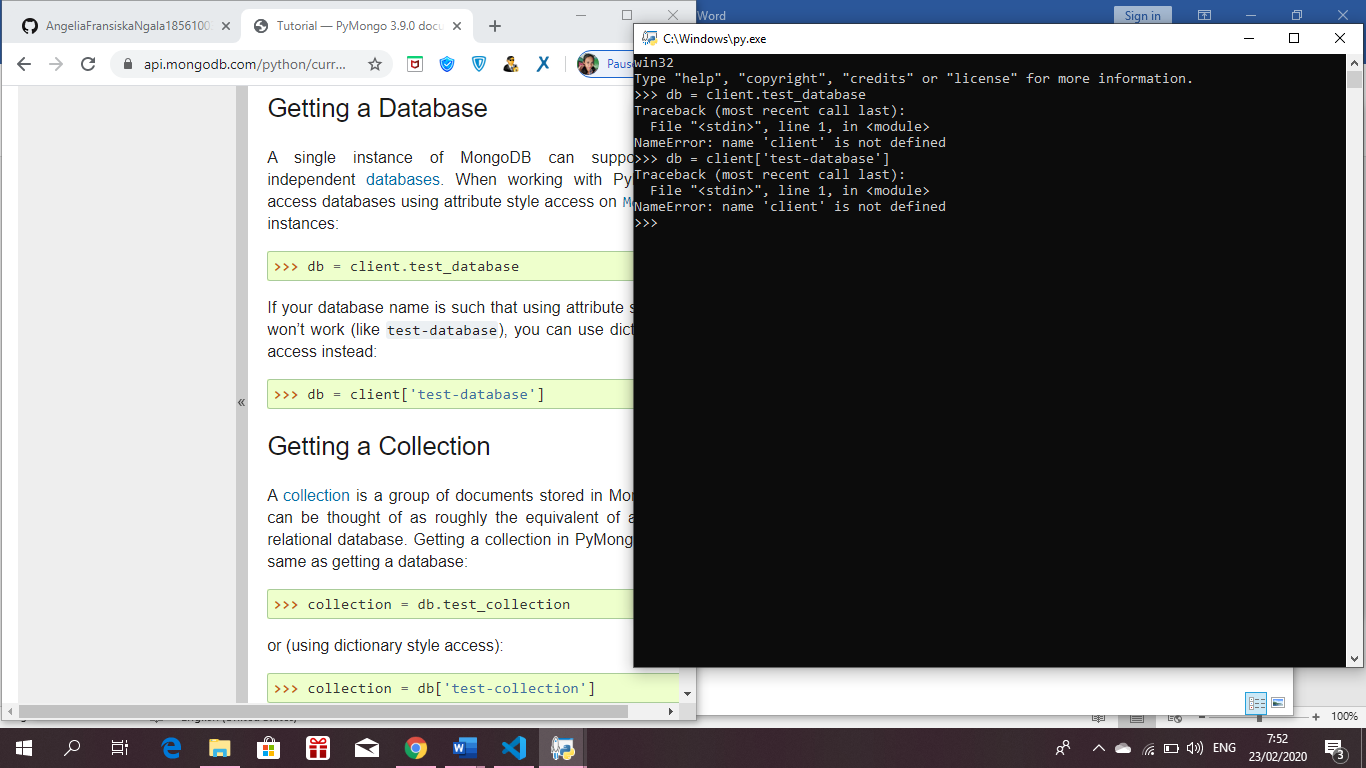 AngeliaFransiskaNgala1856100
Tutorial — PyMongo 3.9.0 docu
Word
Sign in
api.mongodb.com/python/curr...
Paus
C:\Windows\py.exe
Getting a Database
A single instance of MongoDB can suppo
independent databases. When working with Py
access databases using attribute style access on M
instances:
>>> db = client.test_database
If your database name is such that using attribute s
won't work (like test-database), you can use dict
access instead:
>>> db = client['test-database']
«
Getting a Collection
A collection is a group of documents stored in Mo
can be thought of as roughly the equivalent of a
relational database. Getting a collection in PyMong
same as getting a database:
>>> collection = db.test_collection
or (using dictionary style access):
>>> collection = db['test-collection']
win32
Type "help", "copyright", "credits" or "license" for more information.
>>> db = client.test_database
Traceback (most recent call last):
  File "<stdin>", line 1, in <module>
NameError: name 'client' is not defined
>>> db = client['test-database']
Traceback (most recent call last):
  File "<stdin>", line 1, in <module>
NameError: name 'client' is not defined
>>>
100%
ENG
7:52
23/02/2020
3